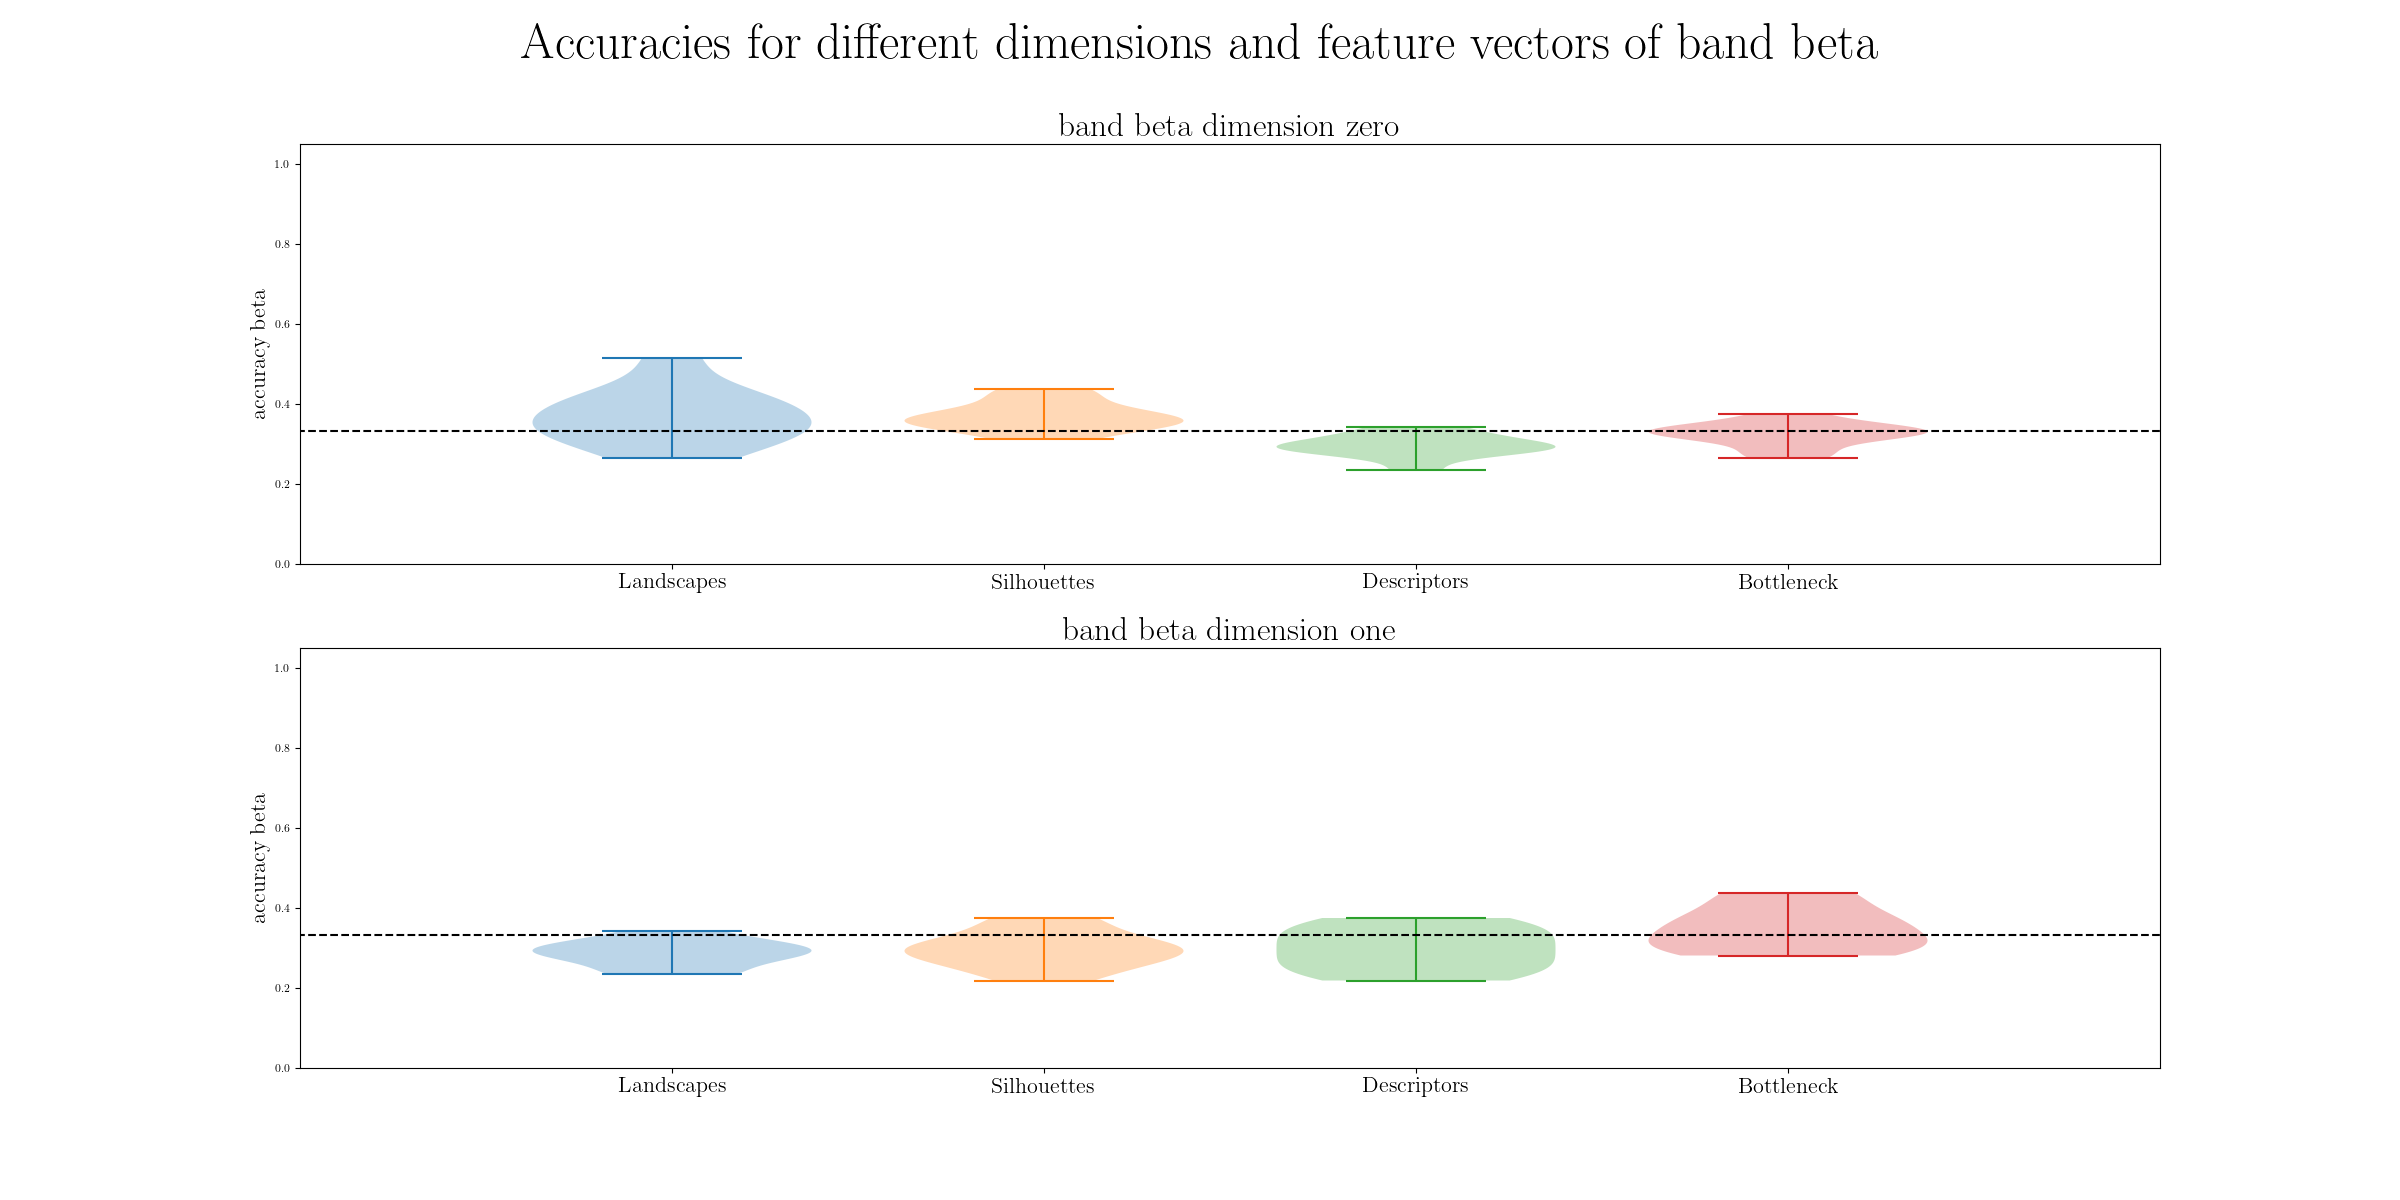 Accuracies for different dimensions and feature vectors of band beta
band beta dimension zero
1.0
0.8
0.6
0.4
0.2
0.0
accuracy beta
Landscapes Silhouettes Descriptors Bottleneck
band beta dimension one
1.0
0.8
0.6
0.4
0.2
0.0
accuracy beta
Landscapes Silhouettes Descriptors Bottleneck